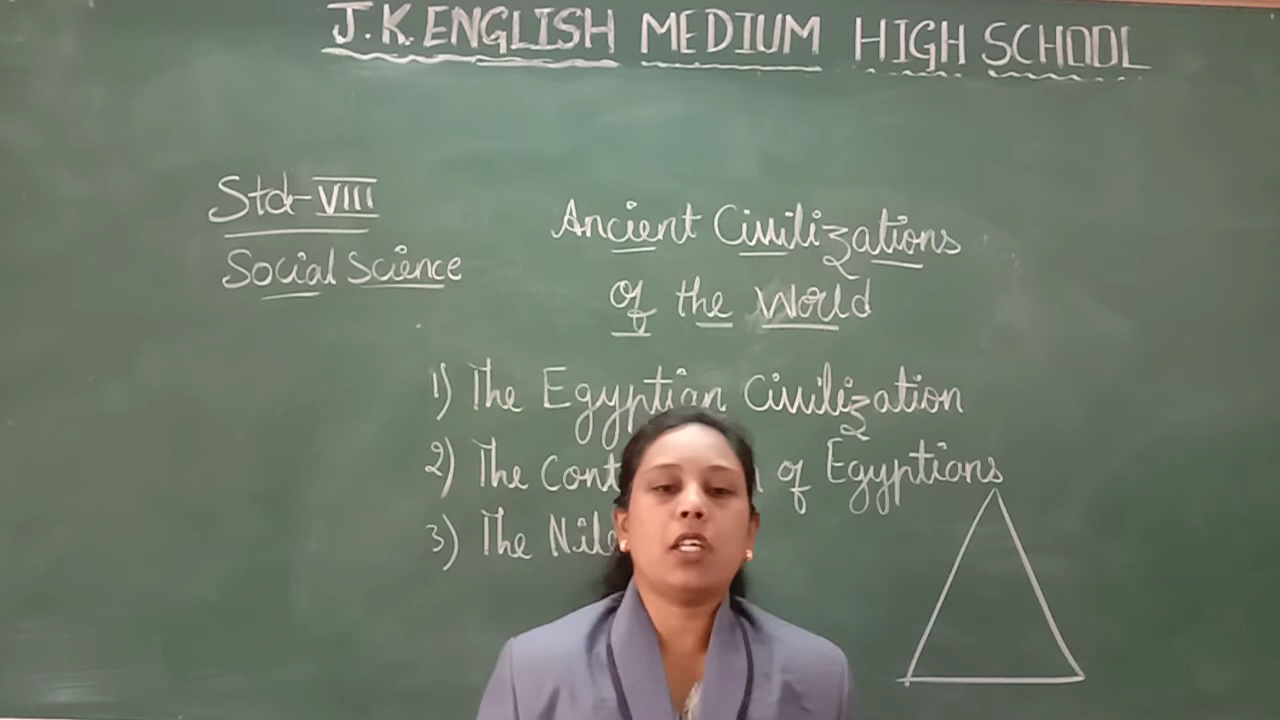 J.K. ENGLISH MEDIUM HIGH SCHOOL
Std-VIII
Social Science
Ancient Civilizations
of the World
1) The Egyptian Civilization
2) The Cont of Egyptians
3) The Nile